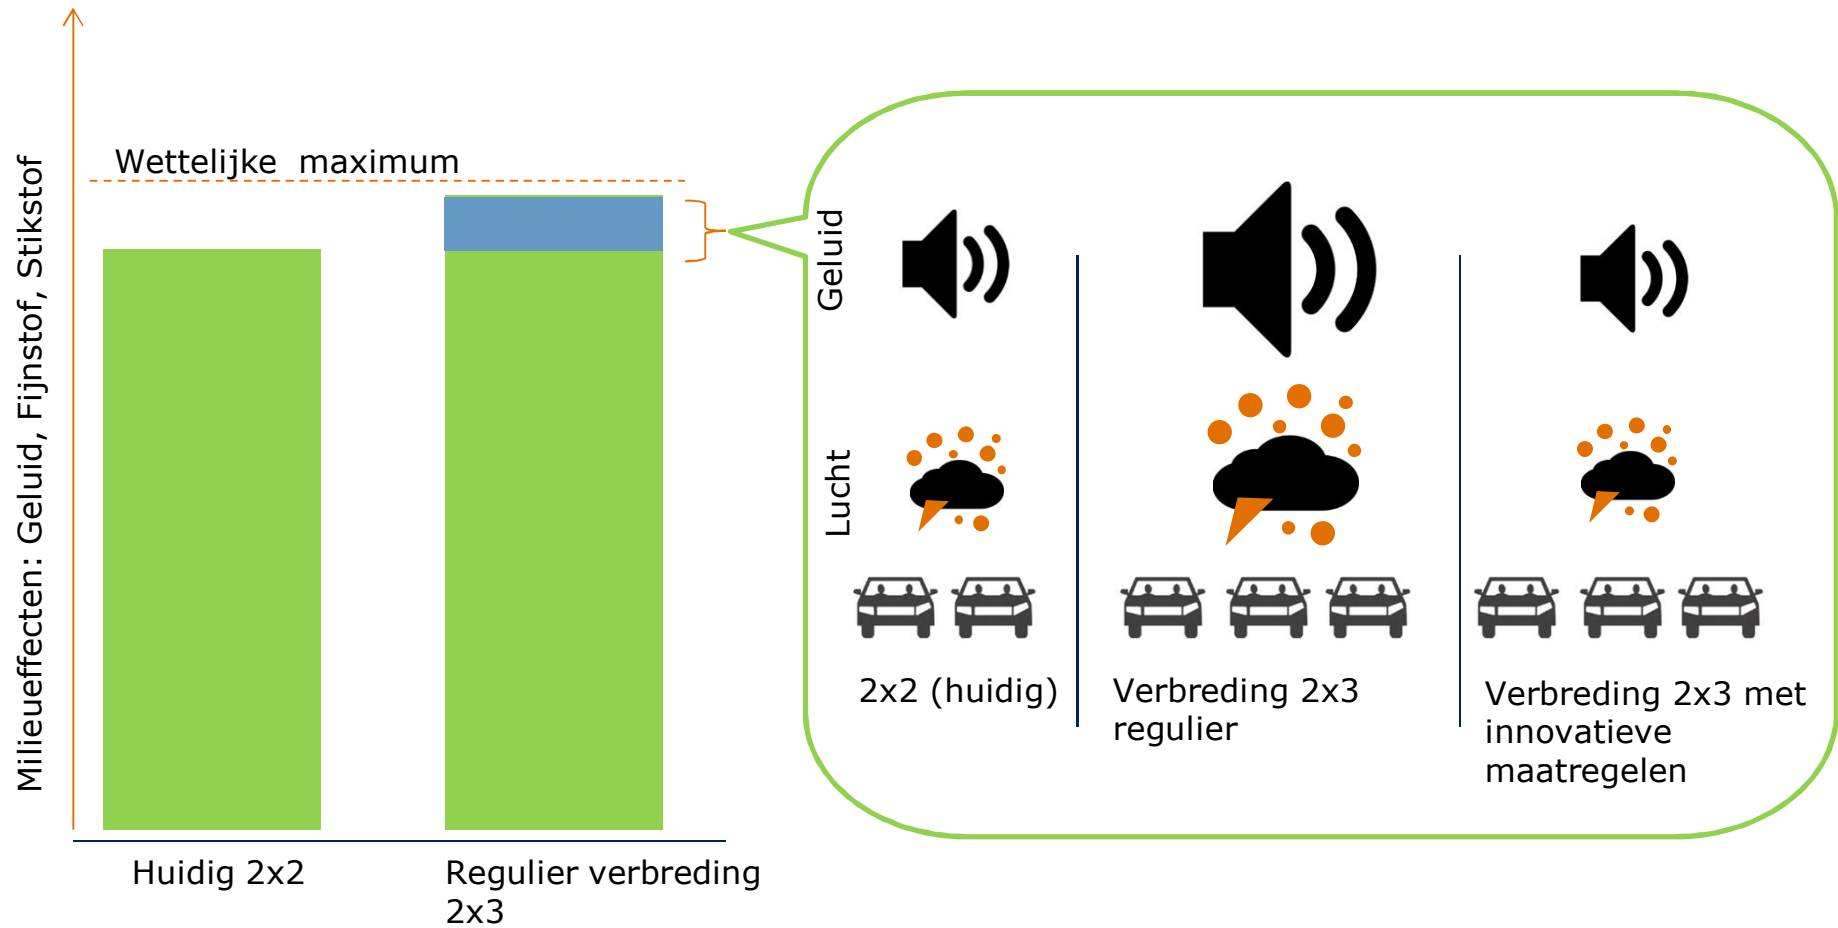 Milieueffecten: Geluid, Fijnstof, Stikstof
Wettelijke maximum
Huidig 2x2
Regulier verbreding
2x3
Geluid
Lucht
2x2 (huidig)
Verbreding 2x3
regulier
Verbreding 2x3 met
innovatieve
maatregelen